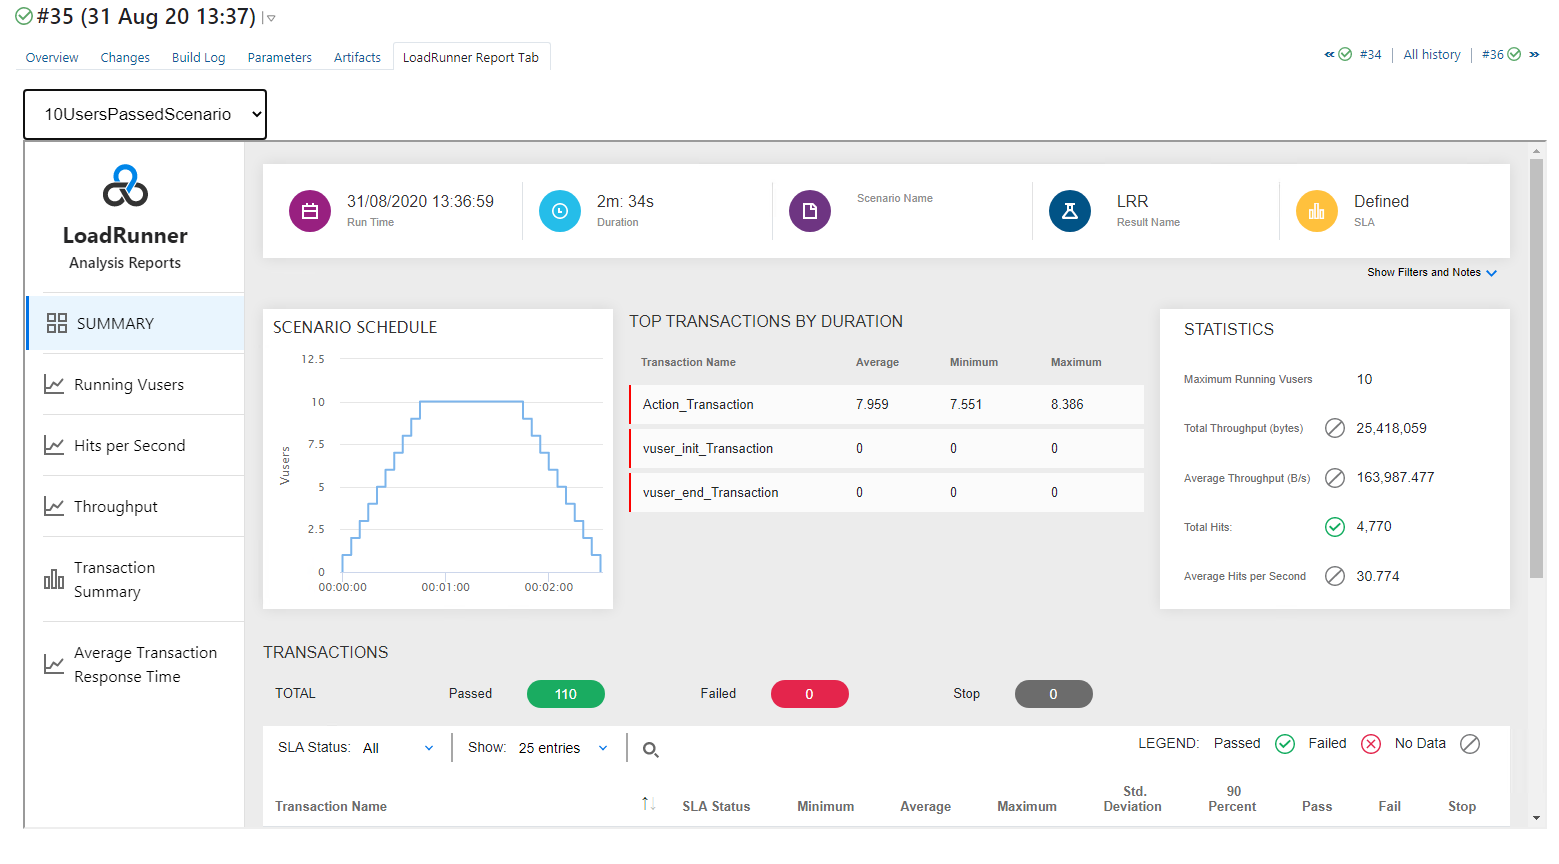 #35 (31 Aug 20 13:37)
Overview Changes Build Log Parameters Artifacts LoadRunner Report Tab
« #34 | All history | #36 »
10UsersPassedScenario
LoadRunner
Analysis Reports
SUMMARY
Running Vusers
Hits per Second
Throughput
Transaction
Summary
Average Transaction
Response Time
31/08/2020 13:36:59
Run Time
2m: 34s
Duration
Scenario Name
LRR
Result Name
Defined
SLA
Show Filters and Notes
SCENARIO SCHEDULE
Vusers
12.5
10
7.5
5
2.5
0
00:00:00 00:01:00 00:02:00
TOP TRANSACTIONS BY DURATION
Transaction Name Average Minimum Maximum
Action_Transaction 7.959 7.551 8.386
vuser_init_Transaction 0 0 0
vuser_end_Transaction 0 0 0
STATISTICS
Maximum Running Vusers 10
Total Throughput (bytes) 25,418,059
Average Throughput (B/s) 163,987.477
Total Hits: 4,770
Average Hits per Second 30.774
TRANSACTIONS
TOTAL Passed 110 Failed 0 Stop 0
SLA Status: All Show: 25 entries
LEGEND: Passed Failed No Data
Transaction Name SLA Status Minimum Average Maximum Std. Deviation 90 Percent Pass Fail Stop